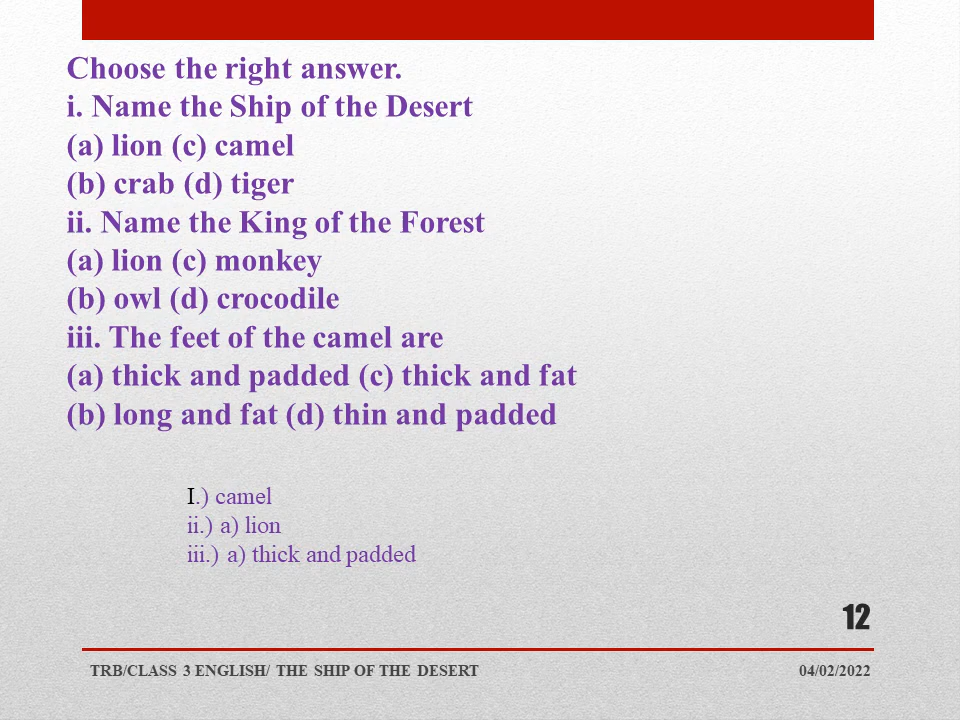 Choose the right answer.
i. Name the Ship of the Desert
(a) lion (c) camel
(b) crab (d) tiger
ii. Name the King of the Forest
(a) lion (c) monkey
(b) owl (d) crocodile
iii. The feet of the camel are
(a) thick and padded (c) thick and fat
(b) long and fat (d) thin and padded
I.) camel
ii.) a) lion
iii.) a) thick and padded
12
TRB/CLASS 3 ENGLISH/ THE SHIP OF THE DESERT
04/02/2022